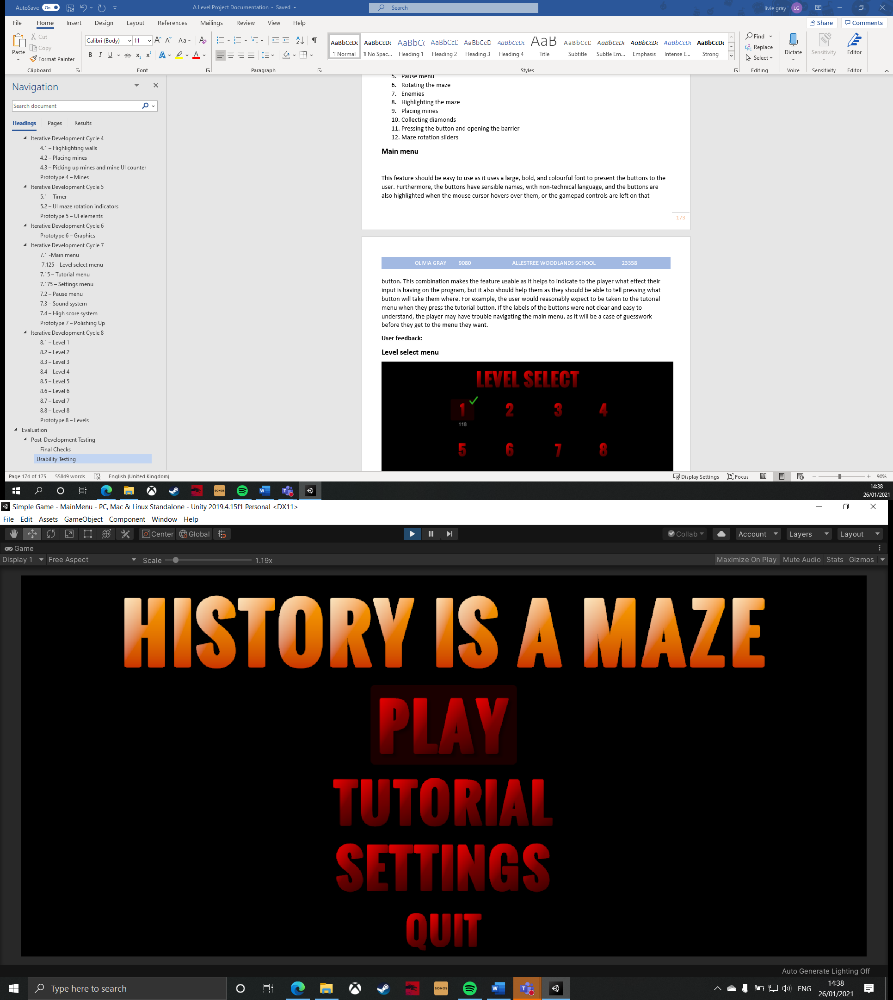 AutoSave On A Level Project Documentation - Saved Search livie gray LG
File Home Insert Design Layout References Mailings Review View Help Share Comments
Paste Cut Copy Format Painter
Calibri (Body) 11 Aa
B I U ab x₂ x² A A
AaBbCcDc AaBbCcDc AaBbC( AaBbCcD AaBbCcD AaBbCcDc AaB AaBbCcD AaBbCcDc AaBbCcDc AaBbCcDc AaBbCcDc
¶ Normal ¶ No Spac... Heading 1 Heading 2 Heading 3 Heading 4 Title Subtitle Subtle Em... Emphasis Intense E... Strong
Find Replace Select
Dictate Sensitivity Editor
Clipboard Font Paragraph Styles Editing Voice Sensitivity Editor
Navigation
Search document
Headings Pages Results
Iterative Development Cycle 4
4.1 – Highlighting walls
4.2 – Placing mines
4.3 – Picking up mines and mine UI counter
Prototype 4 – Mines
Iterative Development Cycle 5
5.1 – Timer
5.2 – UI maze rotation indicators
Prototype 5 – UI elements
Iterative Development Cycle 6
Prototype 6 – Graphics
Iterative Development Cycle 7
7.1 -Main menu
7.125 – Level select menu
7.15 – Tutorial menu
7.175 – Settings menu
7.2 – Pause menu
7.3 – Sound system
7.4 – High score system
Prototype 7 – Polishing Up
Iterative Development Cycle 8
8.1 – Level 1
8.2 – Level 2
8.3 – Level 3
8.4 – Level 4
8.5 – Level 5
8.6 – Level 6
8.7 – Level 7
8.8 – Level 8
Prototype 8 – Levels
Evaluation
Post-Development Testing
Final Checks
Usability Testing
5. Pause menu
6. Rotating the maze
7. Enemies
8. Highlighting the maze
9. Placing mines
10. Collecting diamonds
11. Pressing the button and opening the barrier
12. Maze rotation sliders
Main menu
This feature should be easy to use as it uses a large, bold, and colourful font to present the buttons to the
user. Furthermore, the buttons have sensible names, with non-technical language, and the buttons are
also highlighted when the mouse cursor hovers over them, or the gamepad controls are left on that
173
OLIVIA GRAY 9080 ALLESTREE WOODLANDS SCHOOL 23358
button. This combination makes the feature usable as it helps to indicate to the player what effect their
input is having on the program, but it also should help them as they should be able to tell pressing what
button will take them where. For example, the user would reasonably expect to be taken to the tutorial
menu when they press the tutorial button. If the labels of the buttons were not clear and easy to
understand, the player may have trouble navigating the main menu, as it will be a case of guesswork
before they get to the menu they want.
User feedback:
Level select menu
LEVEL SELECT
1 2 3 4
118
5 6 7 8
Page 174 of 175 55849 words English (United Kingdom) Display Settings Focus 90%
SONOS
14:38
26/01/2021
Simple Game - MainMenu - PC, Mac & Linux Standalone - Unity 2019.4.15f1 Personal <DX11>
File Edit Assets GameObject Component Window Help
Center Global Collab Account Layers Layout
Game
Display 1 Free Aspect Scale 1.19x Maximize On Play Mute Audio Stats Gizmos
HISTORY IS A MAZE
PLAY
TUTORIAL
SETTINGS
QUIT
Auto Generate Lighting Off
Type here to search SONOS ENG 14:38
26/01/2021